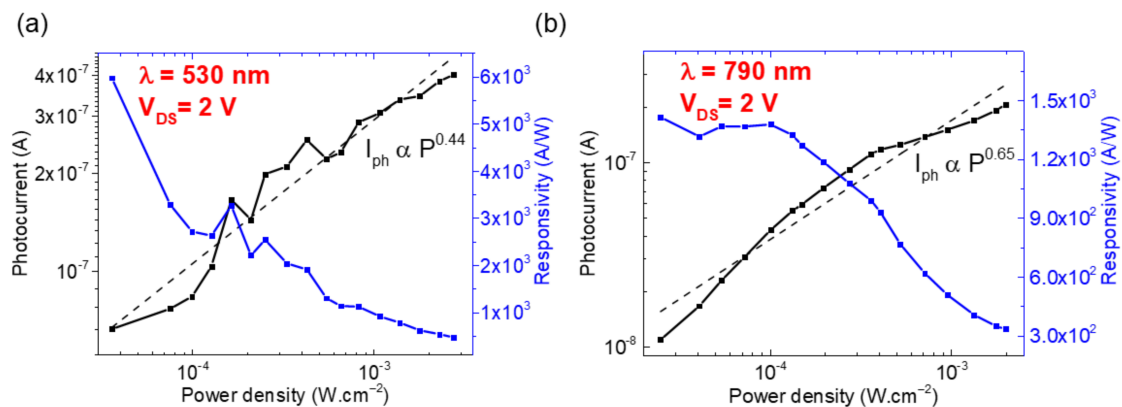 (a)
λ = 530 nm
V_DS= 2 V
I_ph α P^0.44
4x10^-7
3x10^-7
2x10^-7
10^-7
Photocurrent (A)
6x10^3
5x10^3
4x10^3
3x10^3
2x10^3
1x10^3
Responsivity (A/W)
10^-4
10^-3
Power density (W.cm^−2)
(b)
λ = 790 nm
V_DS= 2 V
I_ph α P^0.65
10^-7
10^-8
Photocurrent (A)
1.5x10^3
1.2x10^3
9.0x10^2
6.0x10^2
3.0x10^2
Responsivity (A/W)
10^-4
10^-3
Power density (W.cm^−2)